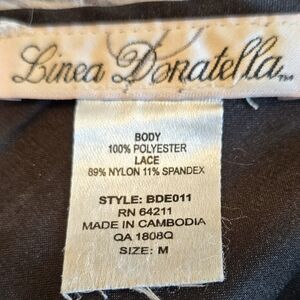 Linea Donatella™
BODY
100% POLYESTER
LACE
89% NYLON 11% SPANDEX
STYLE: BDE011
RN 64211
MADE IN CAMBODIA
QA 1808Q
SIZE: M